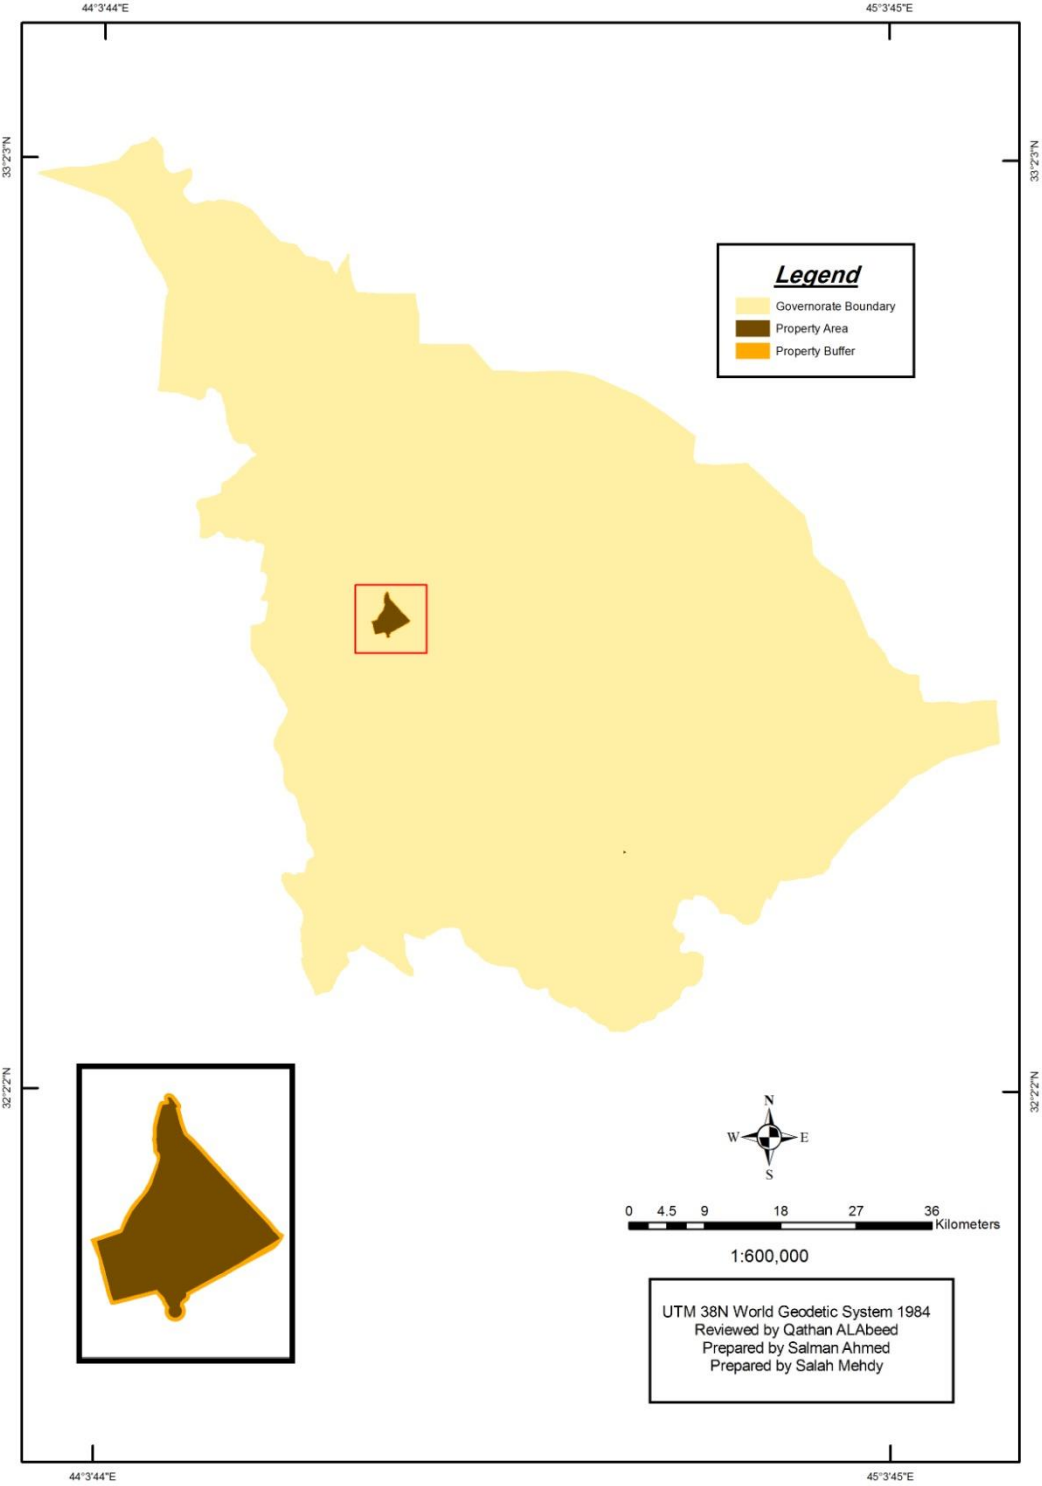 44°3'44"E
45°3'45"E
33°2'3"N
33°2'3"N
Legend
Governorate Boundary
Property Area
Property Buffer
32°2'2"N
32°2'2"N
N
W
E
S
0 4.5 9 18 27 36
Kilometers
1:600,000
UTM 38N World Geodetic System 1984
Reviewed by Qathan ALAbeed
Prepared by Salman Ahmed
Prepared by Salah Mehdy
44°3'44"E
45°3'45"E